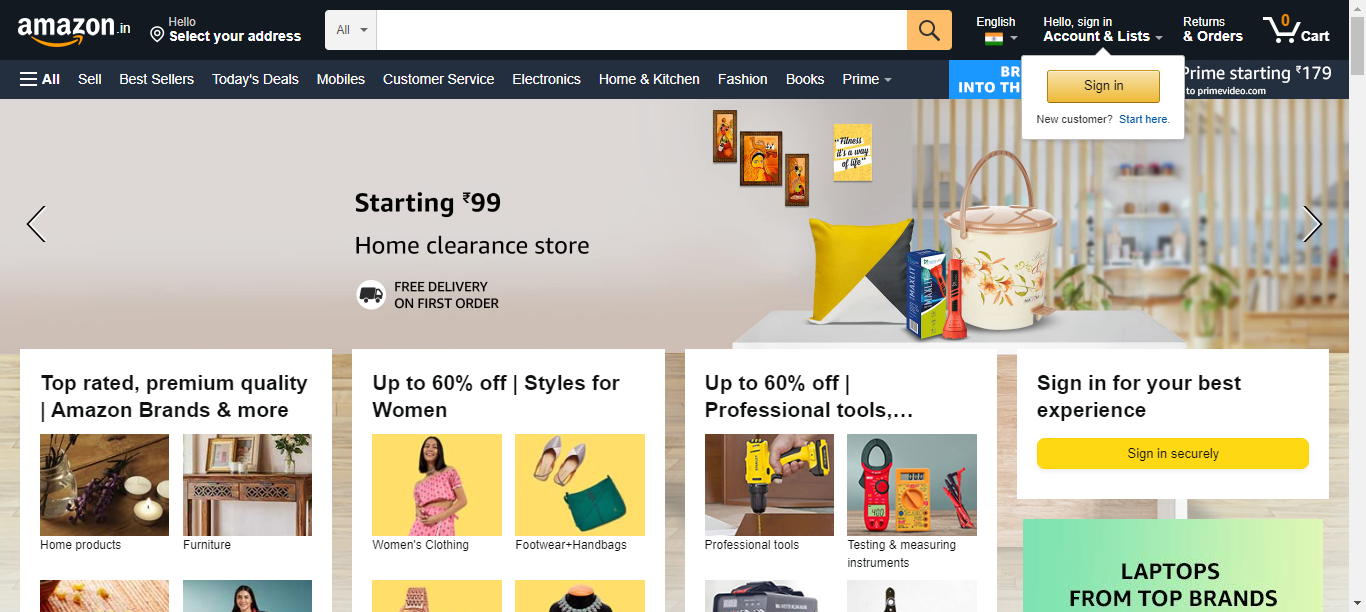 amazon.in
Hello
Select your address
All
English
Hello, sign in
Account & Lists
Returns
& Orders
0
Cart
All
Sell
Best Sellers
Today's Deals
Mobiles
Customer Service
Electronics
Home & Kitchen
Fashion
Books
Prime
BR
INTO TH
Prime starting ₹179
to primevideo.com
Sign in
New customer? Start here.
"Fitness
it's a way
of life"
Starting ₹99
Home clearance store
FREE DELIVERY
ON FIRST ORDER
MAXLIT
Top rated, premium quality
| Amazon Brands & more
Home products
Furniture
Up to 60% off | Styles for
Women
Women's Clothing
Footwear+Handbags
Up to 60% off |
Professional tools,…
Professional tools
Testing & measuring
instruments
Sign in for your best
experience
Sign in securely
LAPTOPS
FROM TOP BRANDS